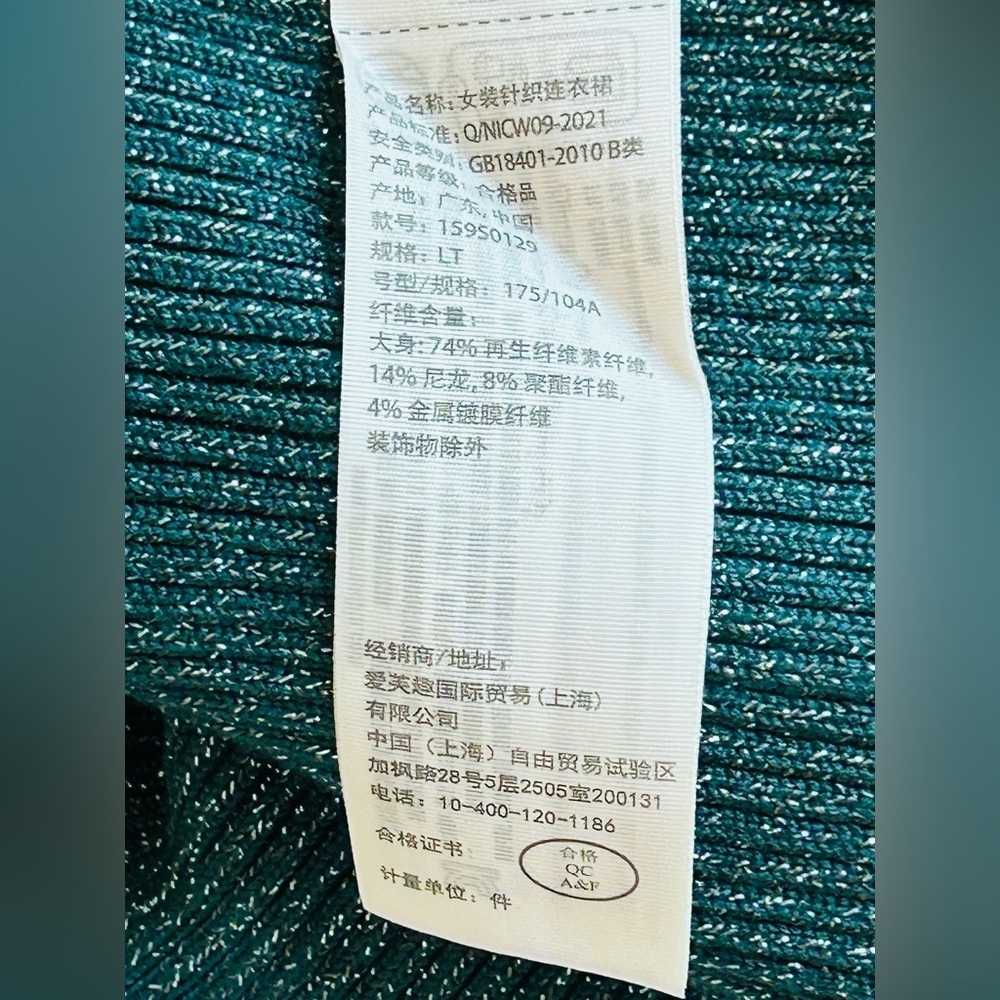 产品名称: 女装针织连衣裙
产品标准: Q/NICW09-2021
安全类别: GB18401-2010 B类
产品等级: 合格品
产地: 广东, 中国
款号: 159S0129
规格: LT
号型/规格: 175/104A
纤维含量:
大身: 74% 再生纤维素纤维,
14% 尼龙, 8% 聚酯纤维,
4% 金属镀膜纤维
装饰物除外
经销商/地址:
爱芙趣国际贸易(上海)
有限公司
中国（上海）自由贸易试验区
加枫路28号5层2505室200131
电话: 10-400-120-1186
合格证书
合格
QC
A&F
计量单位: 件